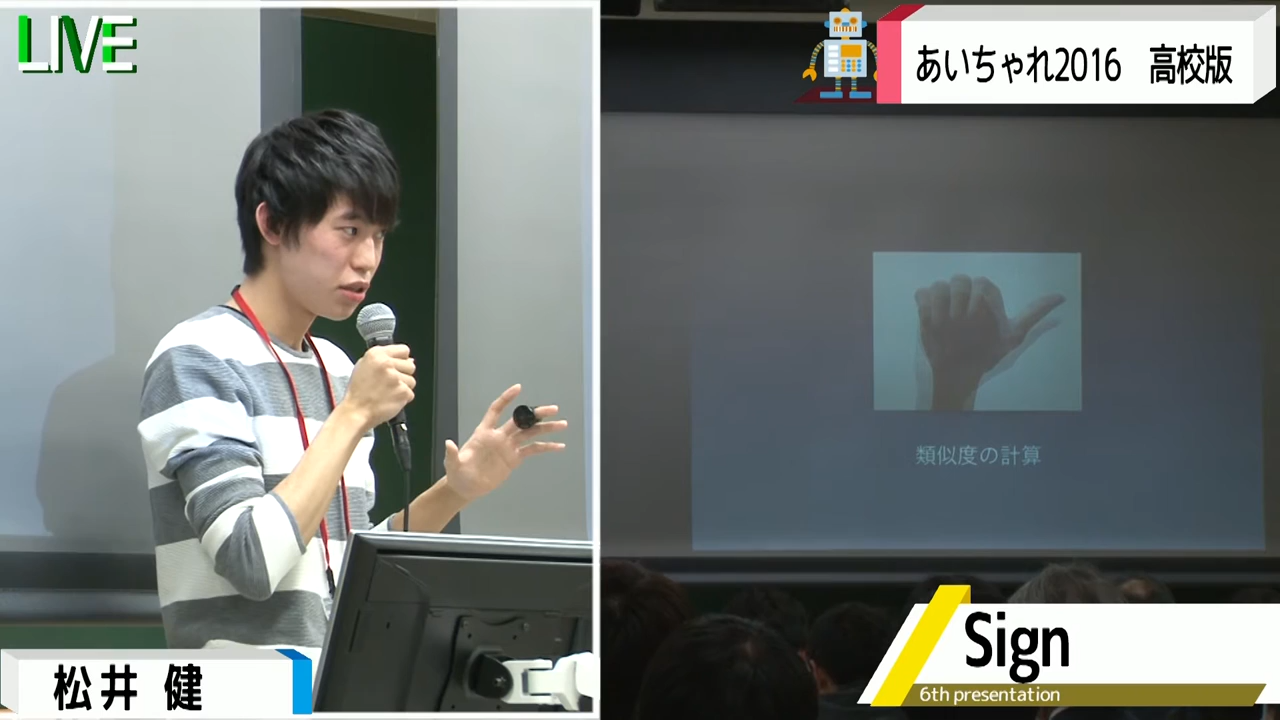 LIVE
あいちゃれ2016 高校版
類似度の計算
Sign
6th presentation
松井 健